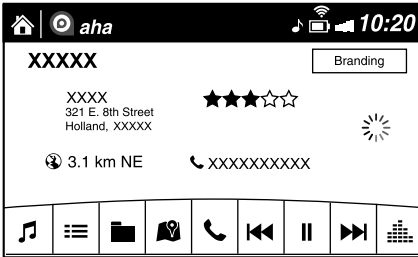 aha 10:20
XXXXX
Branding
XXXX
321 E. 8th Street
Holland, XXXXX
3.1 km NE
XXXXXXXXXX